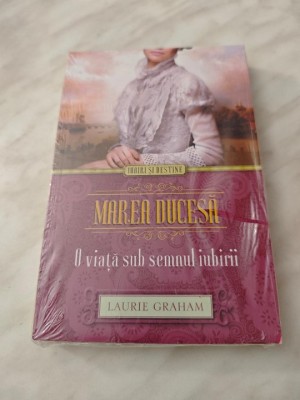 IUBIRI ȘI DESTINE
MAREA DUCESĂ
O viață sub semnul iubirii
LAURIE GRAHAM